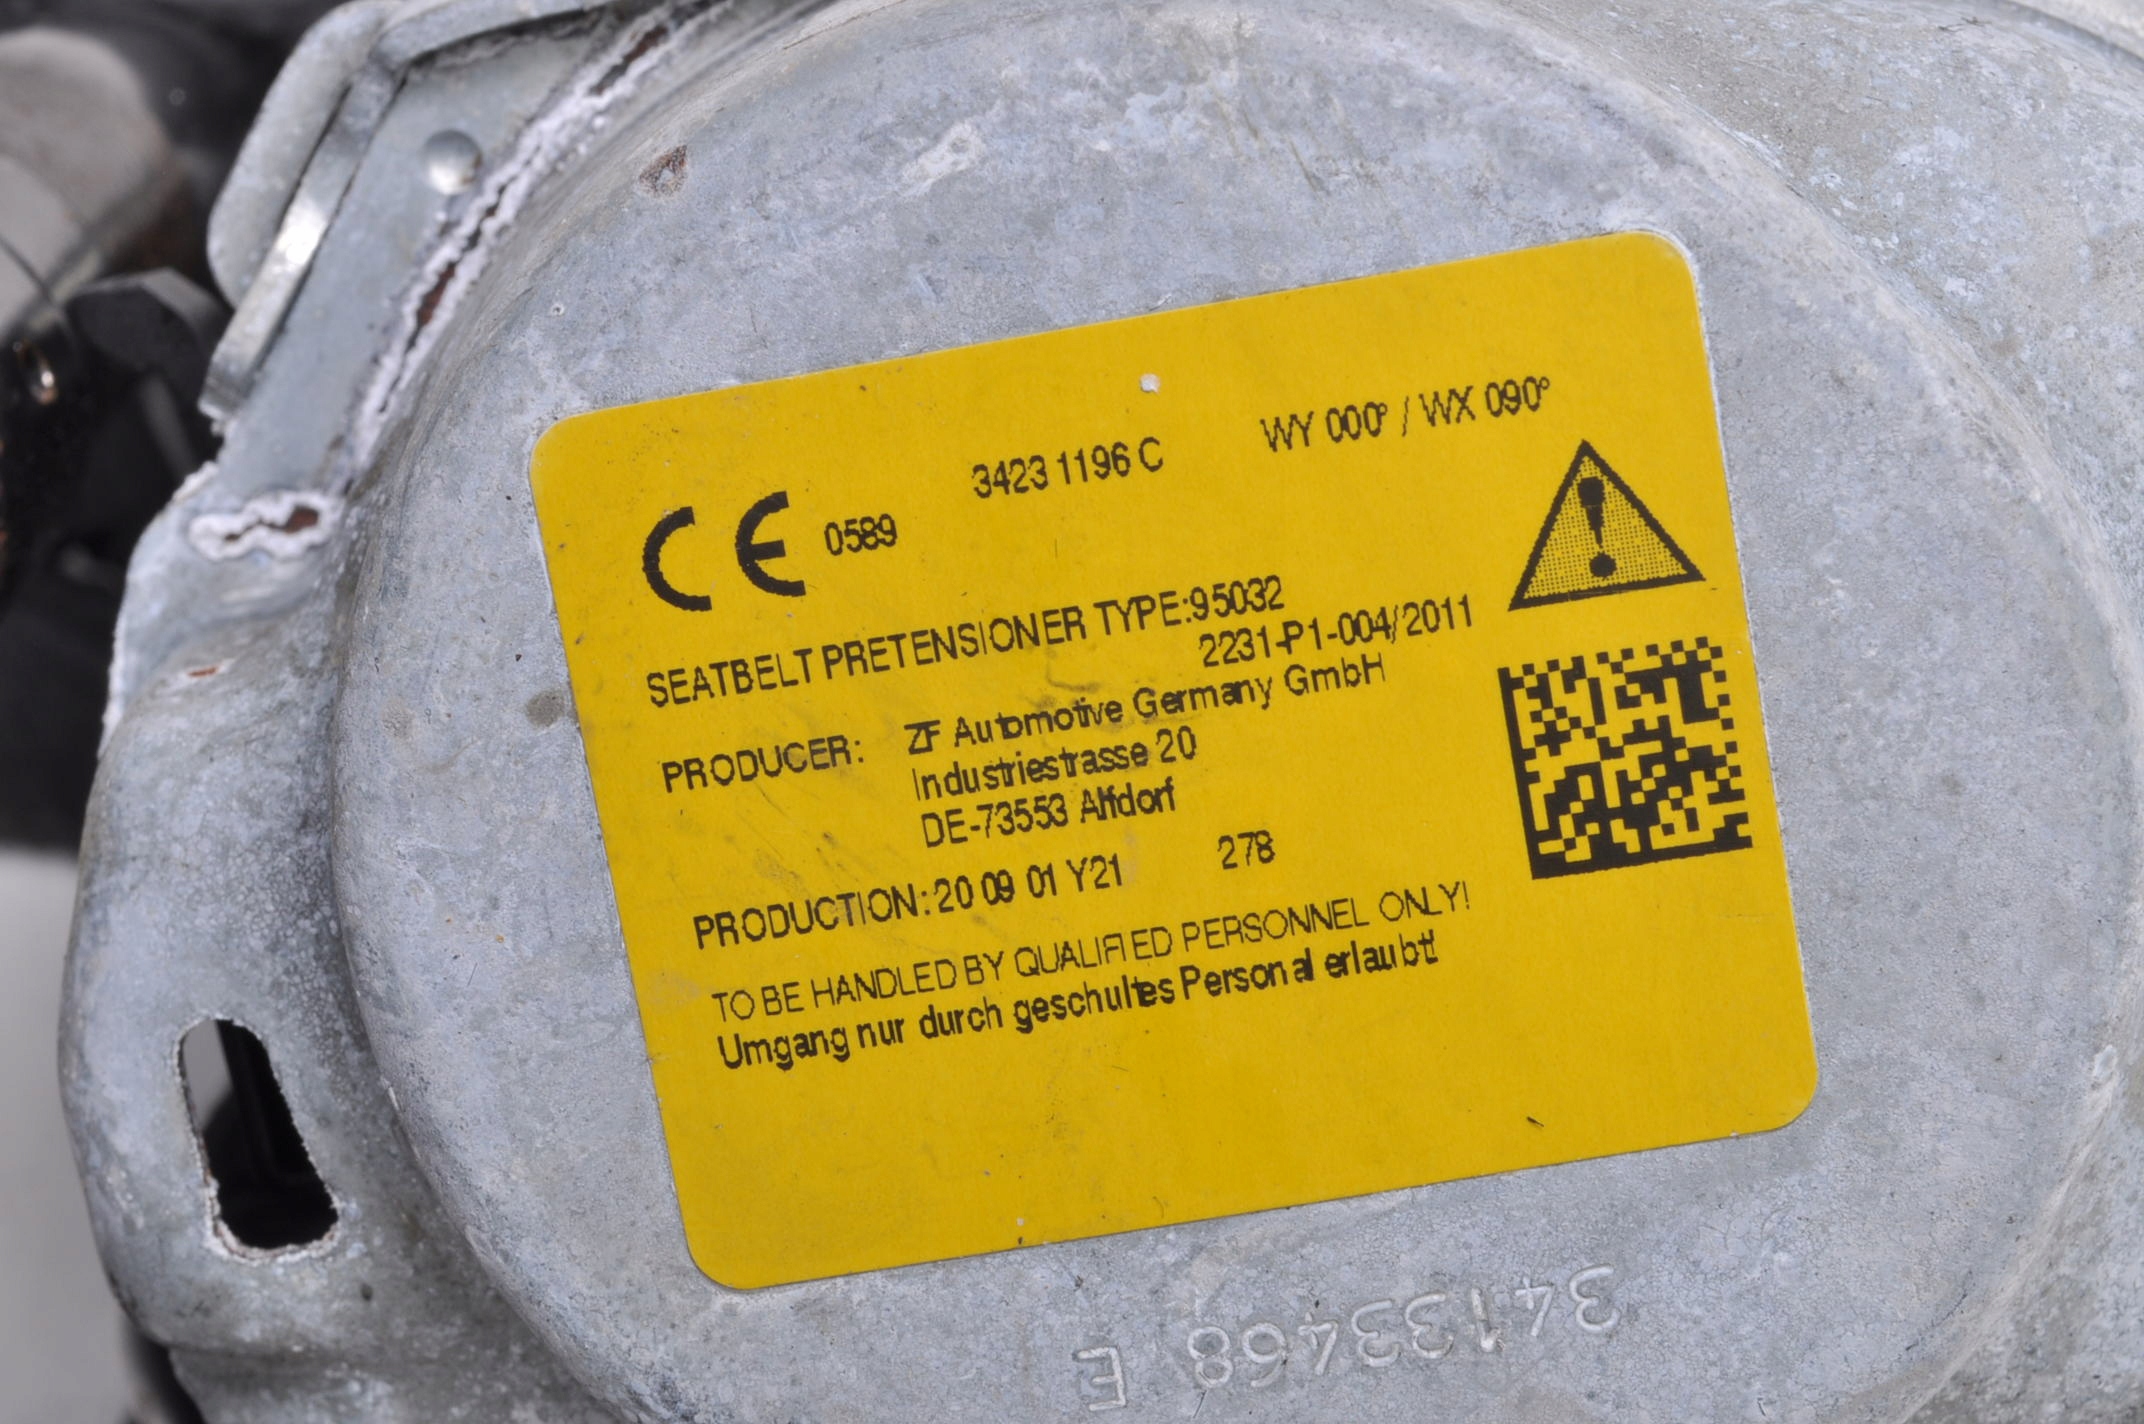 3423 1196 C WY 000° / WX 090°
CE 0589
SEATBELT PRETENSIONER TYPE:95032
2231-P1-004/2011
PRODUCER: ZF Automotive Germany GmbH
Industriestrasse 20
DE-73553 Alfdorf
PRODUCTION: 20 09 01 Y21 278
TO BE HANDLED BY QUALIFIED PERSONNEL ONLY!
Umgang nur durch geschultes Personal erlaubt!
34133468 E